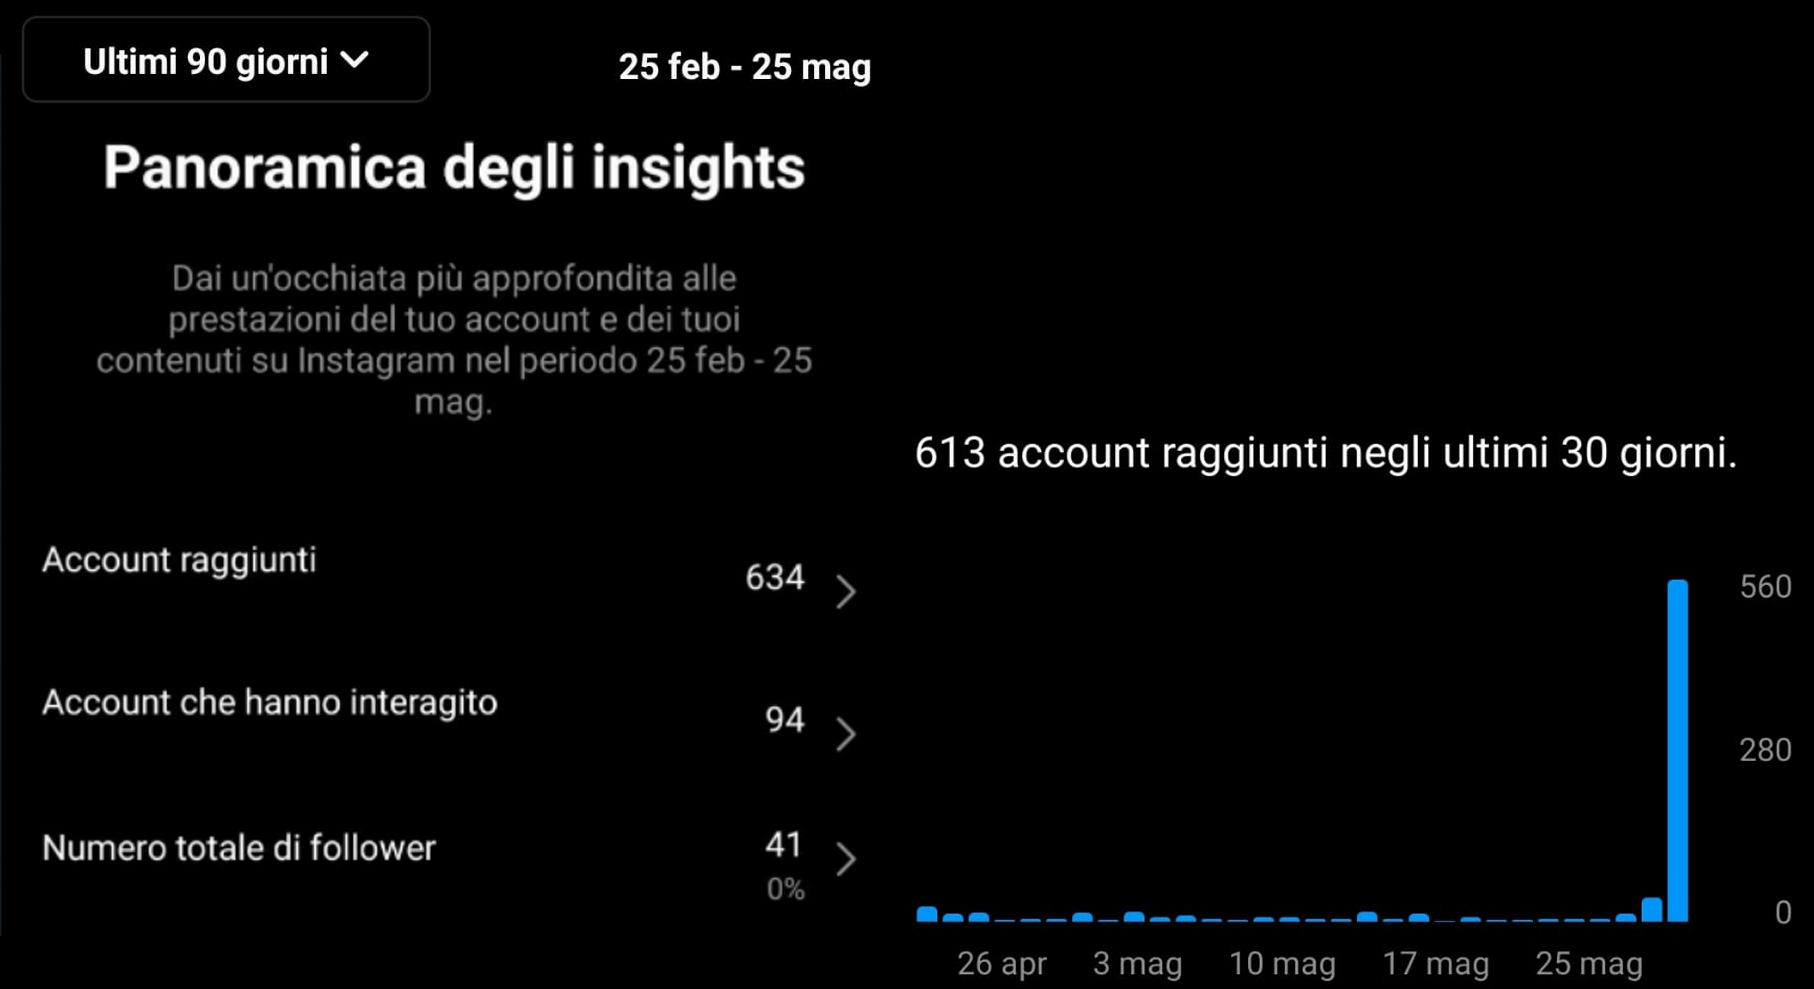 Ultimi 90 giorni
25 feb - 25 mag
Panoramica degli insights
Dai un'occhiata più approfondita alle
prestazioni del tuo account e dei tuoi
contenuti su Instagram nel periodo 25 feb - 25
mag.
Account raggiunti
634
Account che hanno interagito
94
Numero totale di follower
41
0%
613 account raggiunti negli ultimi 30 giorni.
560
280
0
26 apr 3 mag 10 mag 17 mag 25 mag